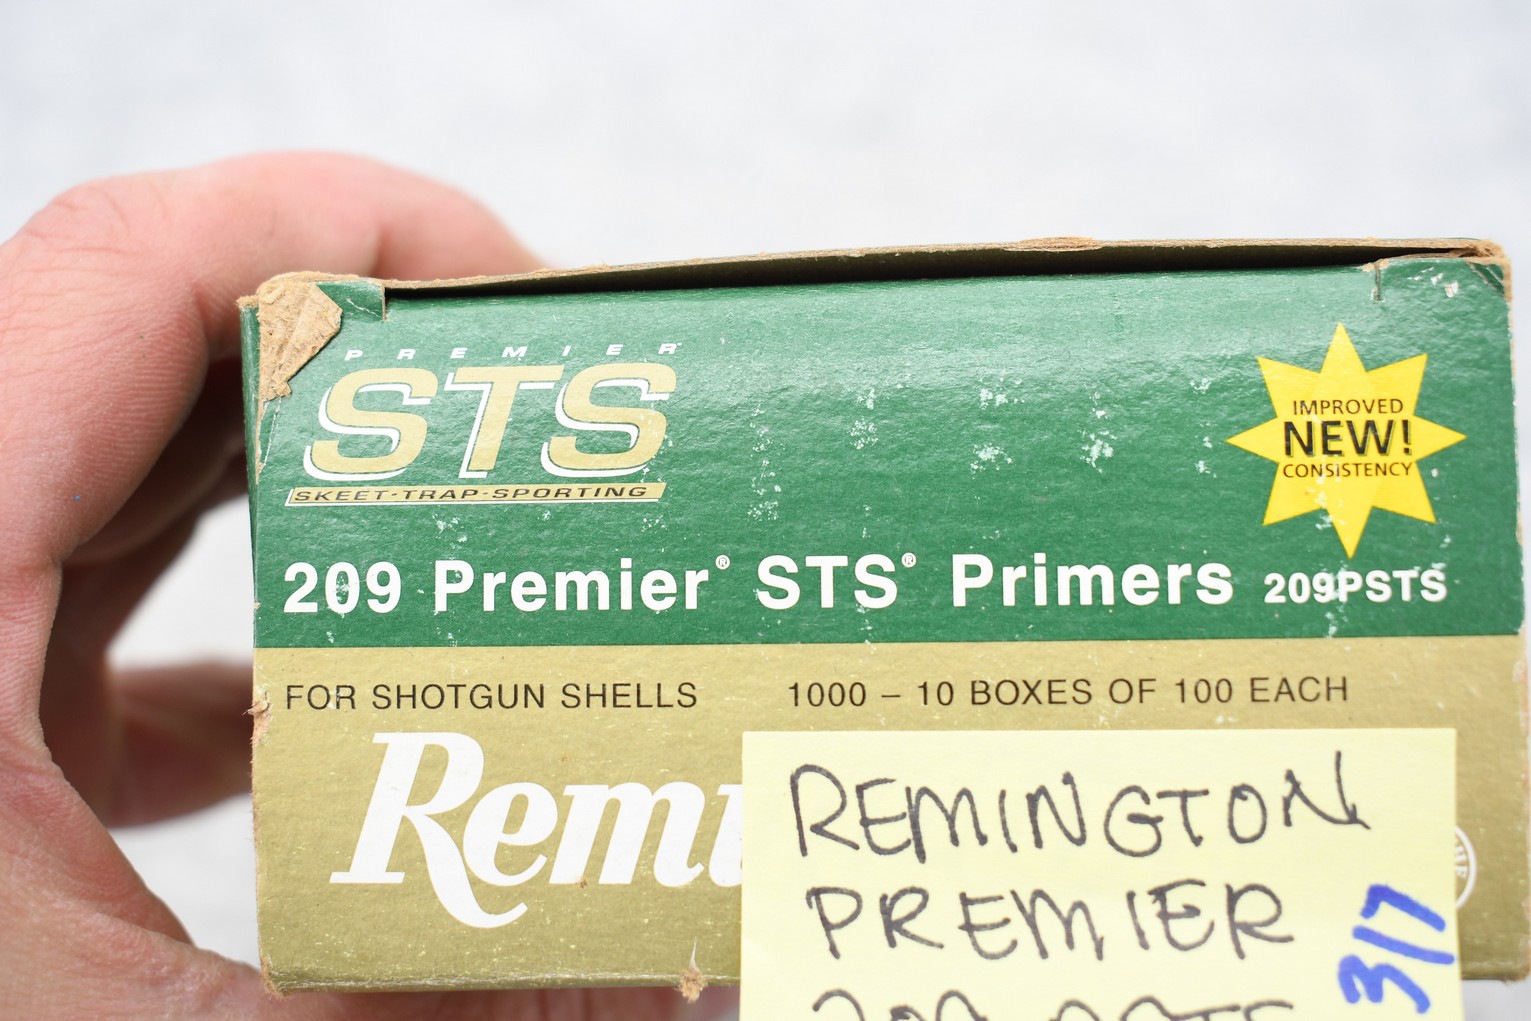 PREMIER
STS
SKEET·TRAP·SPORTING
IMPROVED
NEW!
CONSISTENCY
209 Premier® STS® Primers 209PSTS
FOR SHOTGUN SHELLS 1000 – 10 BOXES OF 100 EACH
Remi
REMINGTON
PREMIER
3/7